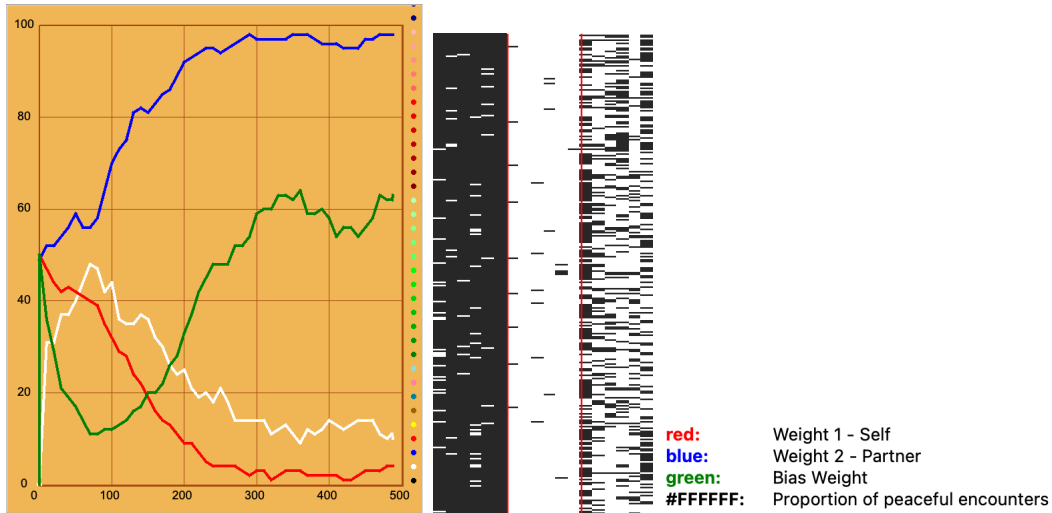 100
80
60
40
20
0
0 100 200 300 400 500
red: Weight 1 - Self
blue: Weight 2 - Partner
green: Bias Weight
#FFFFFF: Proportion of peaceful encounters